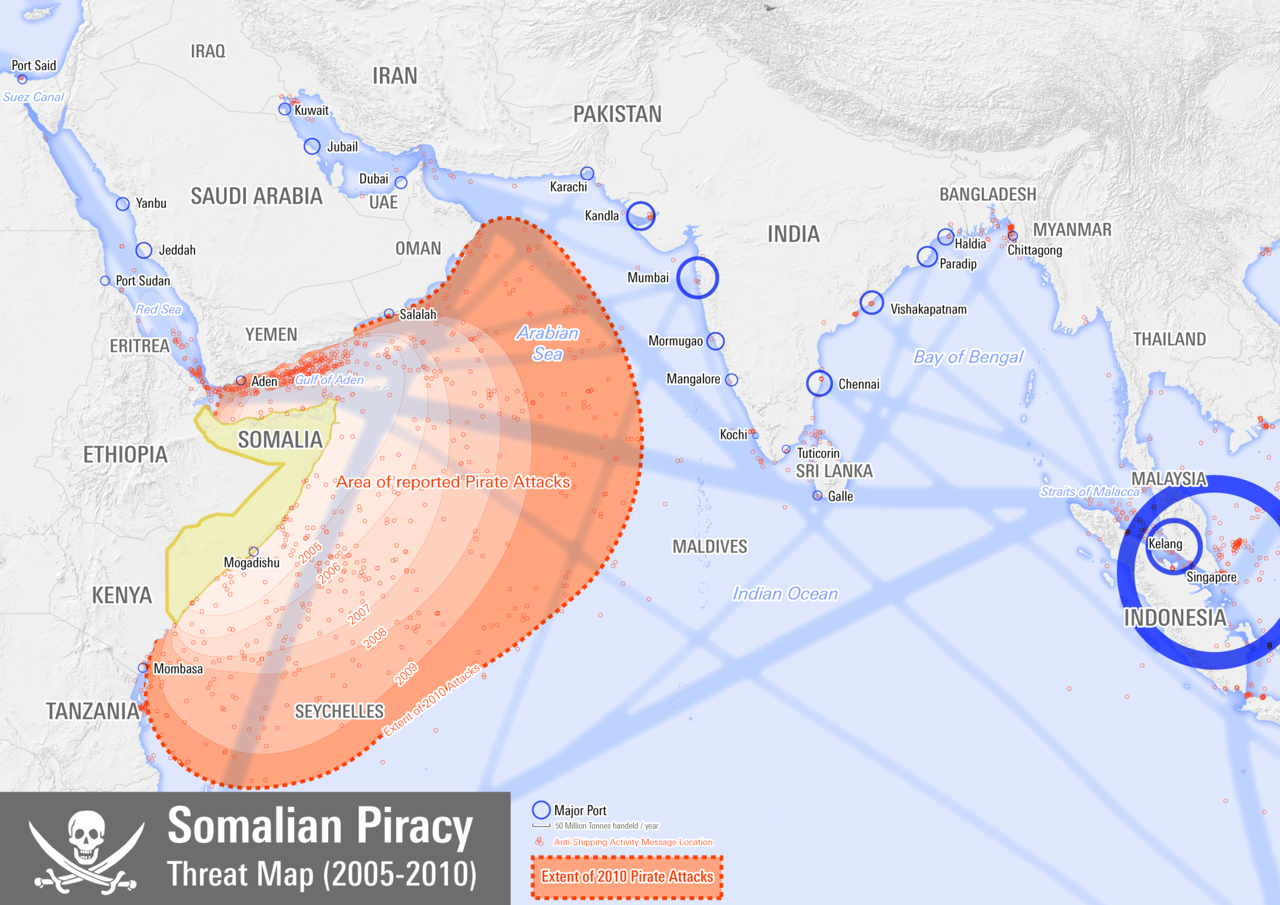 IRAQ
Port Said
IRAN
Suez Canal
Kuwait
PAKISTAN
Jubail
Dubai
Karachi
SAUDI ARABIA
UAE
BANGLADESH
Yanbu
Kandla
MYANMAR
INDIA
Haldia
OMAN
Jeddah
Chittagong
Paradip
Port Sudan
Mumbai
Red Sea
Salalah
Vishakapatnam
YEMEN
Arabian
Sea
THAILAND
ERITREA
Mormugao
Bay of Bengal
Aden
Gulf of Aden
Mangalore
Chennai
Kochi
SOMALIA
ETHIOPIA
Tuticorin
SRI LANKA
Area of reported Pirate Attacks
MALAYSIA
Straits of Malacca
Galle
Kelang
MALDIVES
2005
Mogadishu
2006
Singapore
KENYA
Indian Ocean
2007
INDONESIA
2008
Mombasa
2009
Extent of 2010 Attacks
TANZANIA
SEYCHELLES
Somalian Piracy
Threat Map (2005-2010)
Major Port
50 Million Tonnes handeld / year
Anti-Shipping Activity Message Location
Extent of 2010 Pirate Attacks